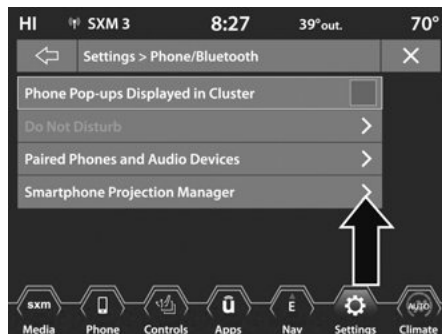 HI SXM 3 8:27 39°out. 70°
Settings > Phone/Bluetooth
Phone Pop-ups Displayed in Cluster
Do Not Disturb
Paired Phones and Audio Devices
Smartphone Projection Manager
sxm û E AUTO
Media Phone Controls Apps Nav Settings Climate